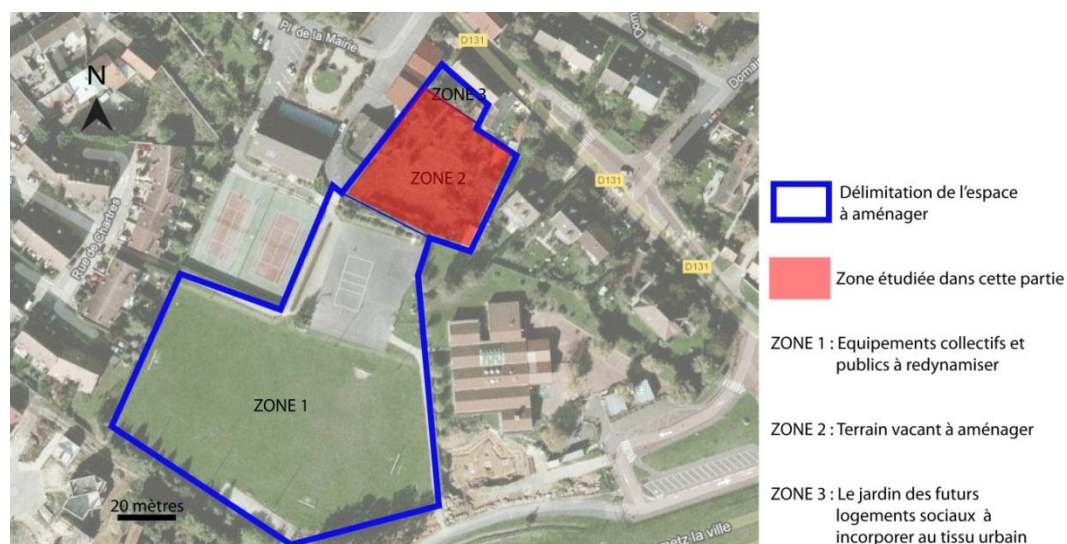 Pl. de la Mairie
D131
N
ZONE 3
ZONE 2
D131
Rue de Chartres
D131
ZONE 1
20 mètres
Délimitation de l'espace
à aménager
Zone étudiée dans cette partie
ZONE 1 : Equipements collectifs et
publics à redynamiser
ZONE 2 : Terrain vacant à aménager
ZONE 3 : Le jardin des futurs
logements sociaux à
incorporer au tissu urbain